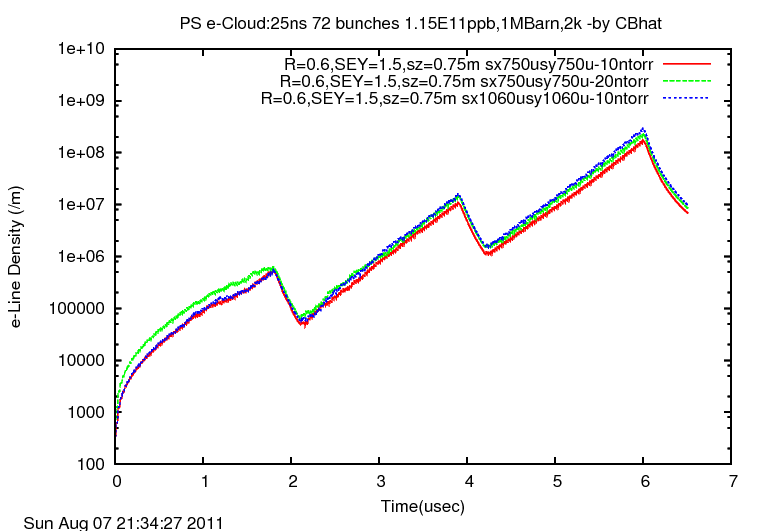 PS e-Cloud:25ns 72 bunches 1.15E11ppb,1MBarn,2k -by CBhat
1e+10
1e+09
1e+08
1e+07
1e+06
100000
10000
1000
100
R=0.6,SEY=1.5,sz=0.75m sx750usy750u-10ntorr
R=0.6,SEY=1.5,sz=0.75m sx750usy750u-20ntorr
R=0.6,SEY=1.5,sz=0.75m sx1060usy1060u-10ntorr
e-Line Density (/m)
0 1 2 3 4 5 6 7
Time(usec)
Sun Aug 07 21:34:27 2011